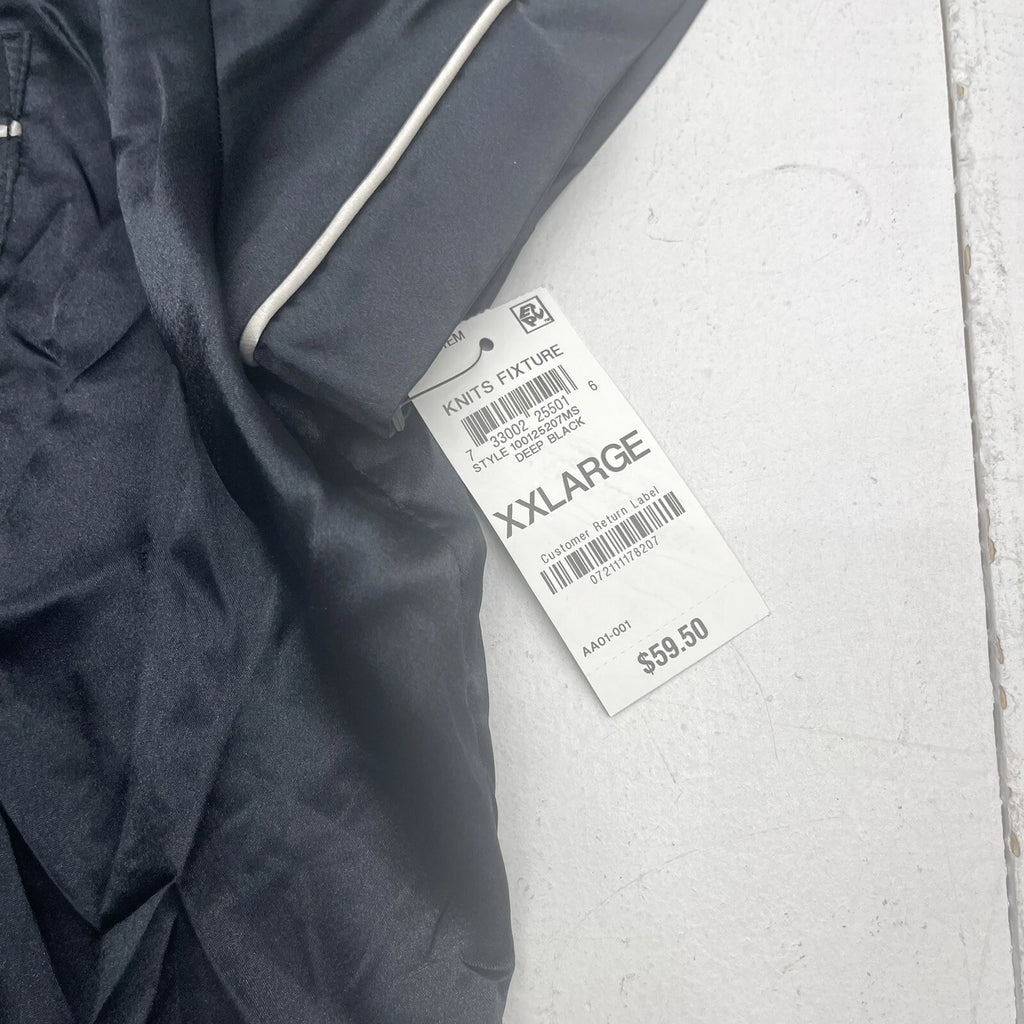 KNITS FIXTURE
7 33002 25501 6
STYLE 100125207MS
DEEP BLACK
XXLARGE
Customer Return Label
072111178207
AA01-001
$59.50